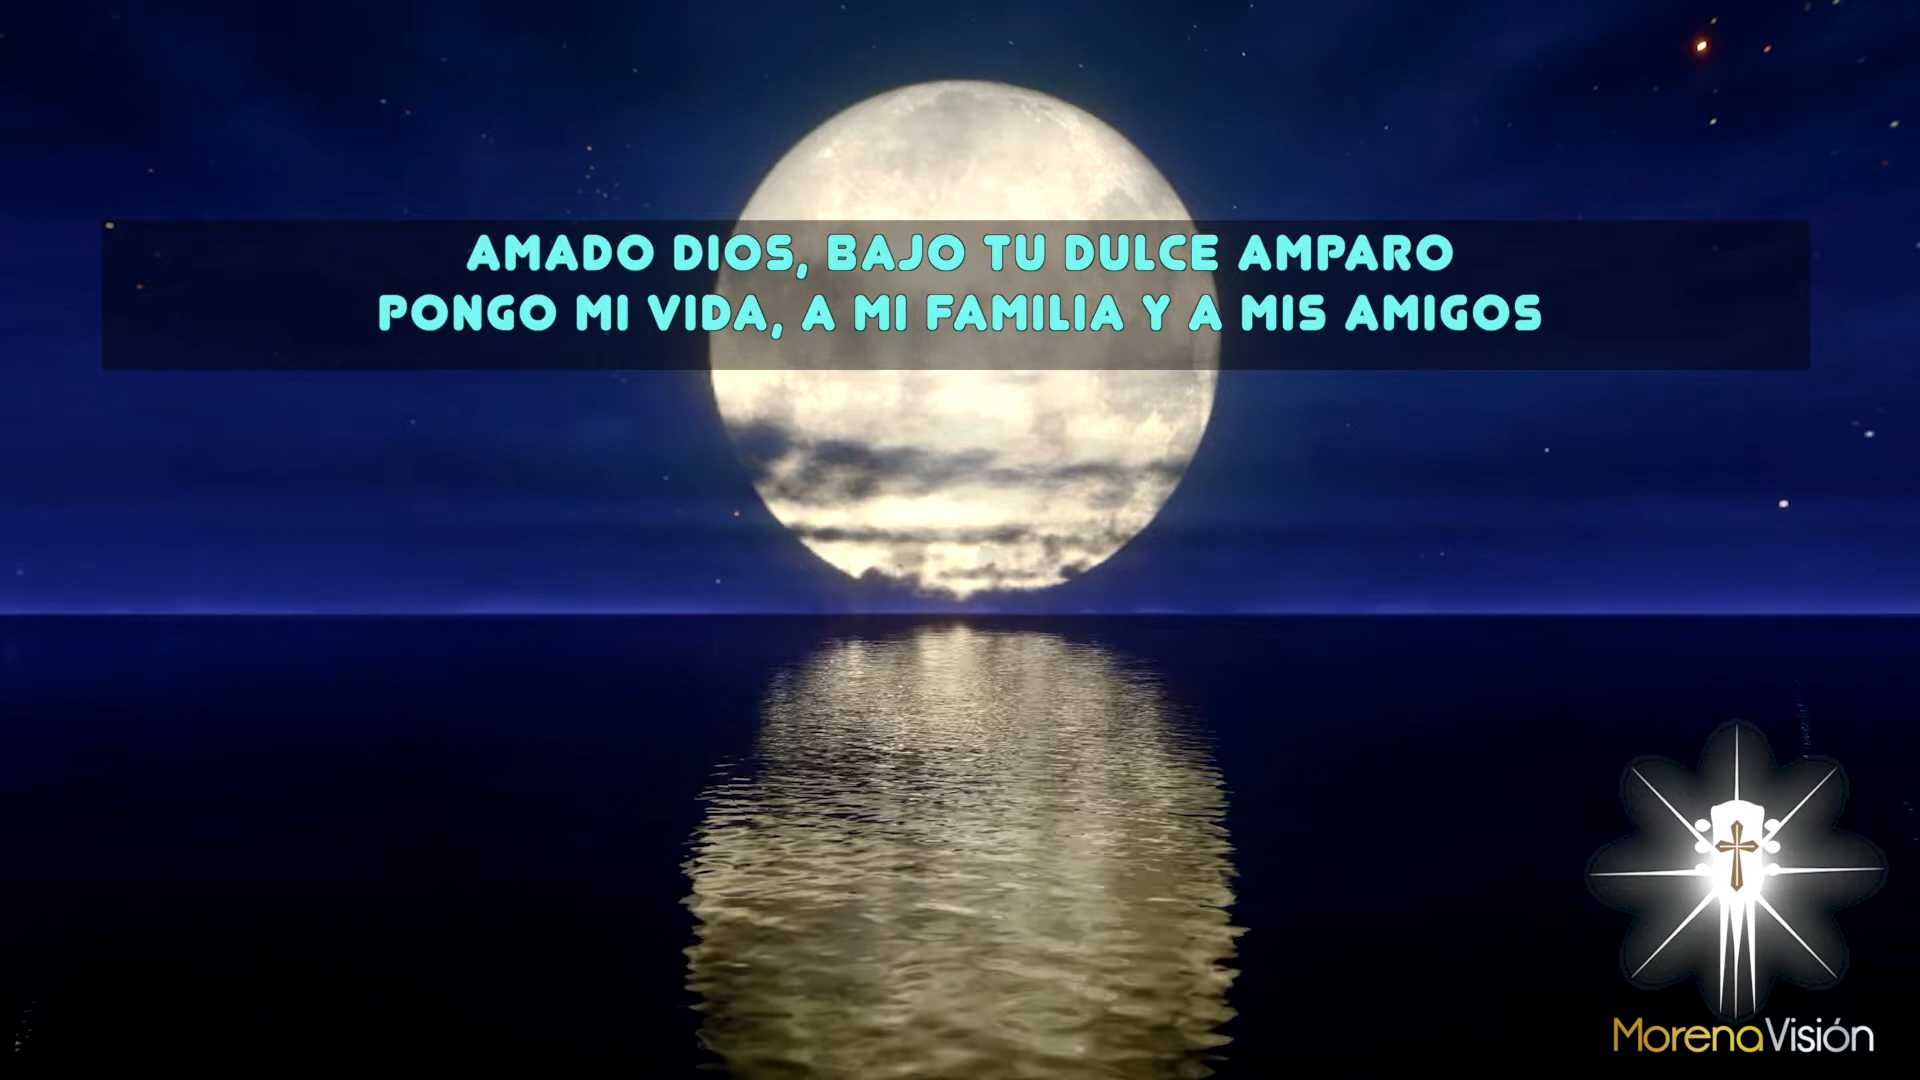 AMADO DIOS, BAJO TU DULCE AMPARO
PONGO MI VIDA, A MI FAMILIA Y A MIS AMIGOS
MorenaVisión